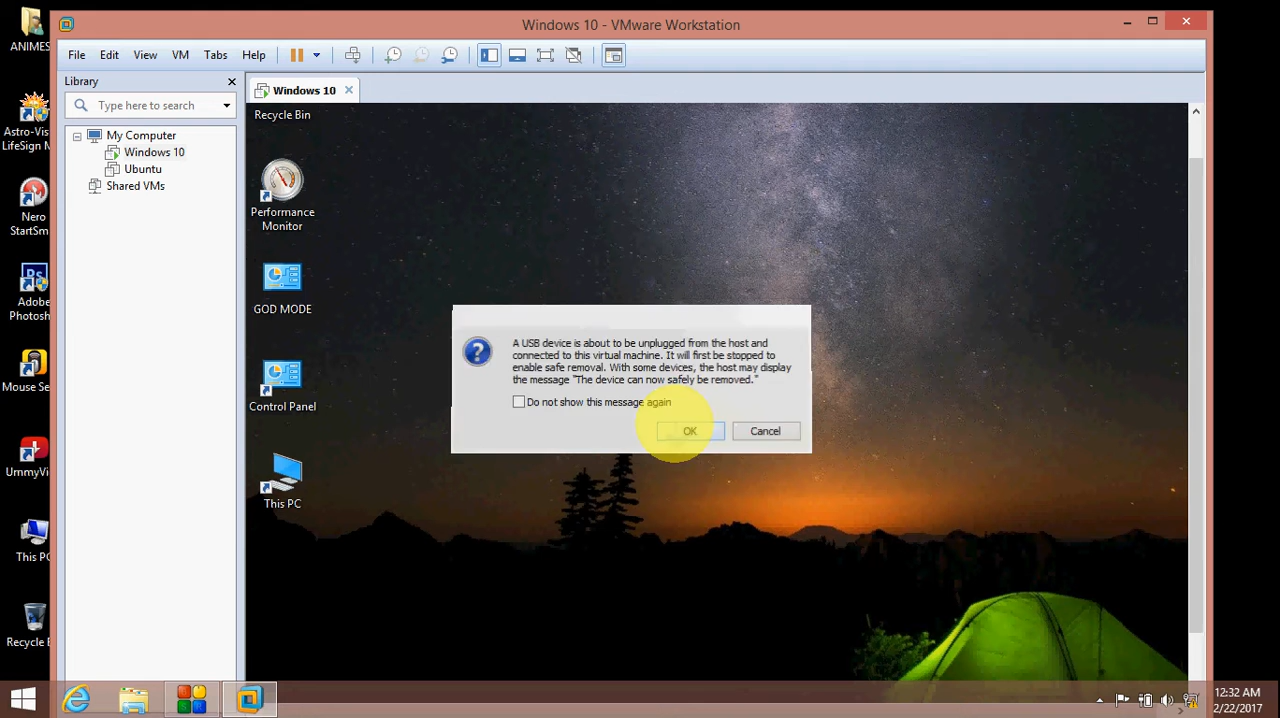 Windows 10 - VMware Workstation
File Edit View VM Tabs Help
Library
Type here to search
My Computer
Windows 10
Ubuntu
Shared VMs
Windows 10
Recycle Bin
Performance
Monitor
GOD MODE
Control Panel
This PC
A USB device is about to be unplugged from the host and
connected to this virtual machine. It will first be stopped to
enable safe removal. With some devices, the host may display
the message "The device can now safely be removed."
Do not show this message again
OK Cancel
ANIMES
Astro-Vis
LifeSign M
Nero
StartSm
Adobe
Photosh
Mouse Se
UmmyVi
This PC
Recycle B
12:32 AM
2/22/2017